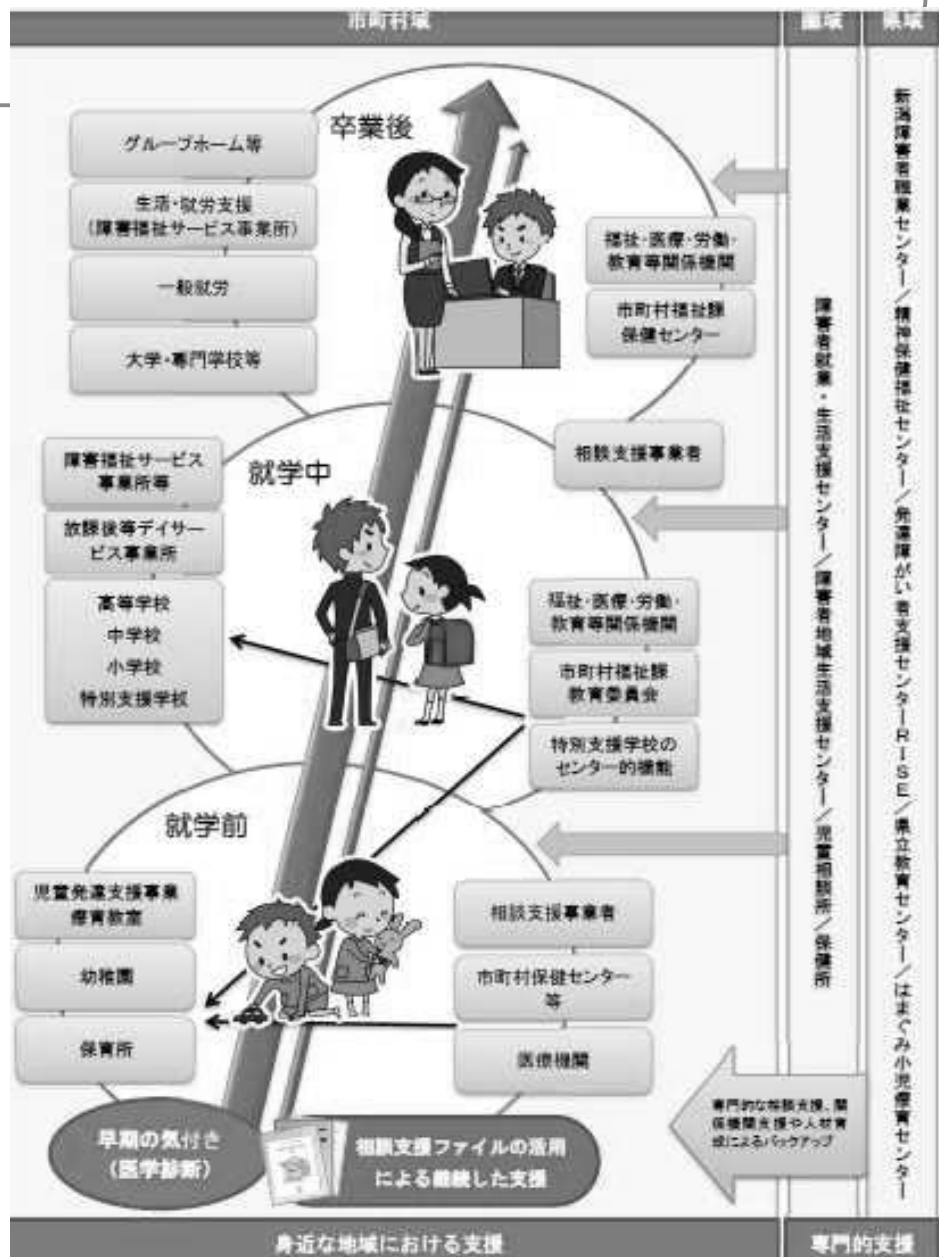 市町村域
圏域
県域
卒業後
グループホーム等
生活・就労支援
(障害福祉サービス事業所)
一般就労
大学・専門学校等
福祉・医療・労働・
教育等関係機関
市町村福祉課
保健センター
相談支援事業者
就学中
障害福祉サービス
事業所等
放課後等デイサー
ビス事業所
高等学校
中学校
小学校
特別支援学校
福祉・医療・労働・
教育等関係機関
市町村福祉課
教育委員会
特別支援学校の
センター的機能
就学前
児童発達支援事業
療育教室
幼稚園
保育所
相談支援事業者
市町村保健センター
等
医療機関
早期の気付き
(医学診断)
相談支援ファイルの活用
による継続した支援
専門的な相談支援、関
係機関支援や人材育
成によるバックアップ
障害者就業・生活支援センター/障害者地域生活支援センター/児童相談所/保健所
新潟障害者職業センター/精神保健福祉センター/発達障がい者支援センターRISE/県立教育センター/はまぐみ小児療育センター
身近な地域における支援
専門的支援